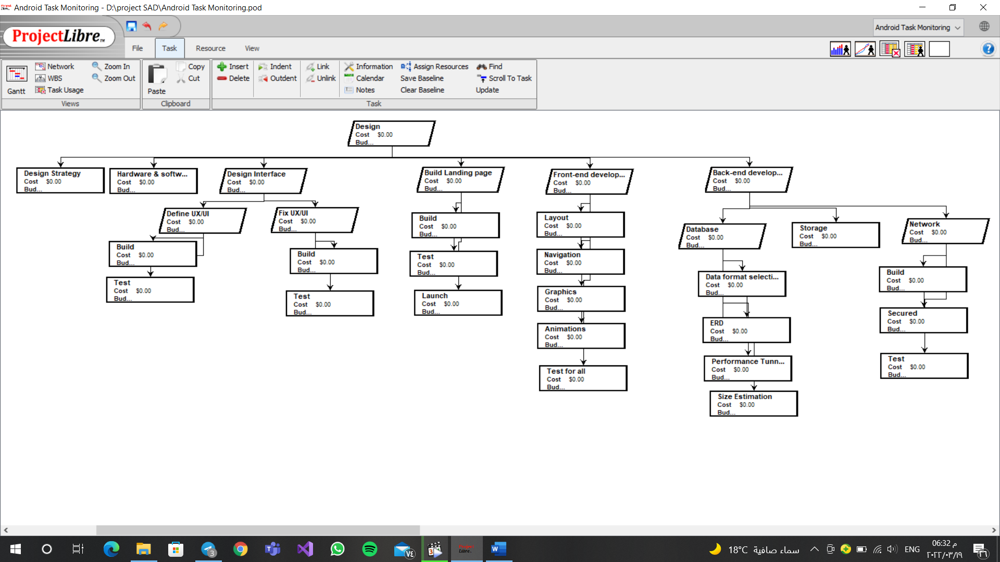 Android Task Monitoring - D:\project SAD\Android Task Monitoring.pod
ProjectLibre™
Android Task Monitoring
File Task Resource View
Gantt
Network
WBS
Task Usage
Zoom In
Zoom Out
Views
Paste
Copy
Cut
Clipboard
Insert
Delete
Indent
Outdent
Link
Unlink
Information
Calendar
Notes
Assign Resources
Save Baseline
Clear Baseline
Find
Scroll To Task
Update
Task
Design
Cost $0.00
Bud...
Design Strategy
Cost $0.00
Bud...
Hardware & softw...
Cost $0.00
Bud...
Design Interface
Cost $0.00
Bud...
Build Landing page
Cost $0.00
Bud...
Front-end develop...
Cost $0.00
Bud...
Back-end develop...
Cost $0.00
Bud...
Define UX/UI
Cost $0.00
Bud...
Fix UX/UI
Cost $0.00
Bud...
Build
Cost $0.00
Bud...
Test
Cost $0.00
Bud...
Build
Cost $0.00
Bud...
Test
Cost $0.00
Bud...
Build
Cost $0.00
Bud...
Test
Cost $0.00
Bud...
Launch
Cost $0.00
Bud...
Layout
Cost $0.00
Bud...
Navigation
Cost $0.00
Bud...
Graphics
Cost $0.00
Bud...
Animations
Cost $0.00
Bud...
Test for all
Cost $0.00
Bud...
Database
Cost $0.00
Bud...
Storage
Cost $0.00
Bud...
Network
Cost $0.00
Bud...
Data format selecti...
Cost $0.00
Bud...
ERD
Cost $0.00
Bud...
Performance Tunn...
Cost $0.00
Bud...
Size Estimation
Cost $0.00
Bud...
Build
Cost $0.00
Bud...
Secured
Cost $0.00
Bud...
Test
Cost $0.00
Bud...
3
٧٤
18°C سماء صافية
ENG
06:32 م
٢٠٢٢/٠٣/١٩
٢٦